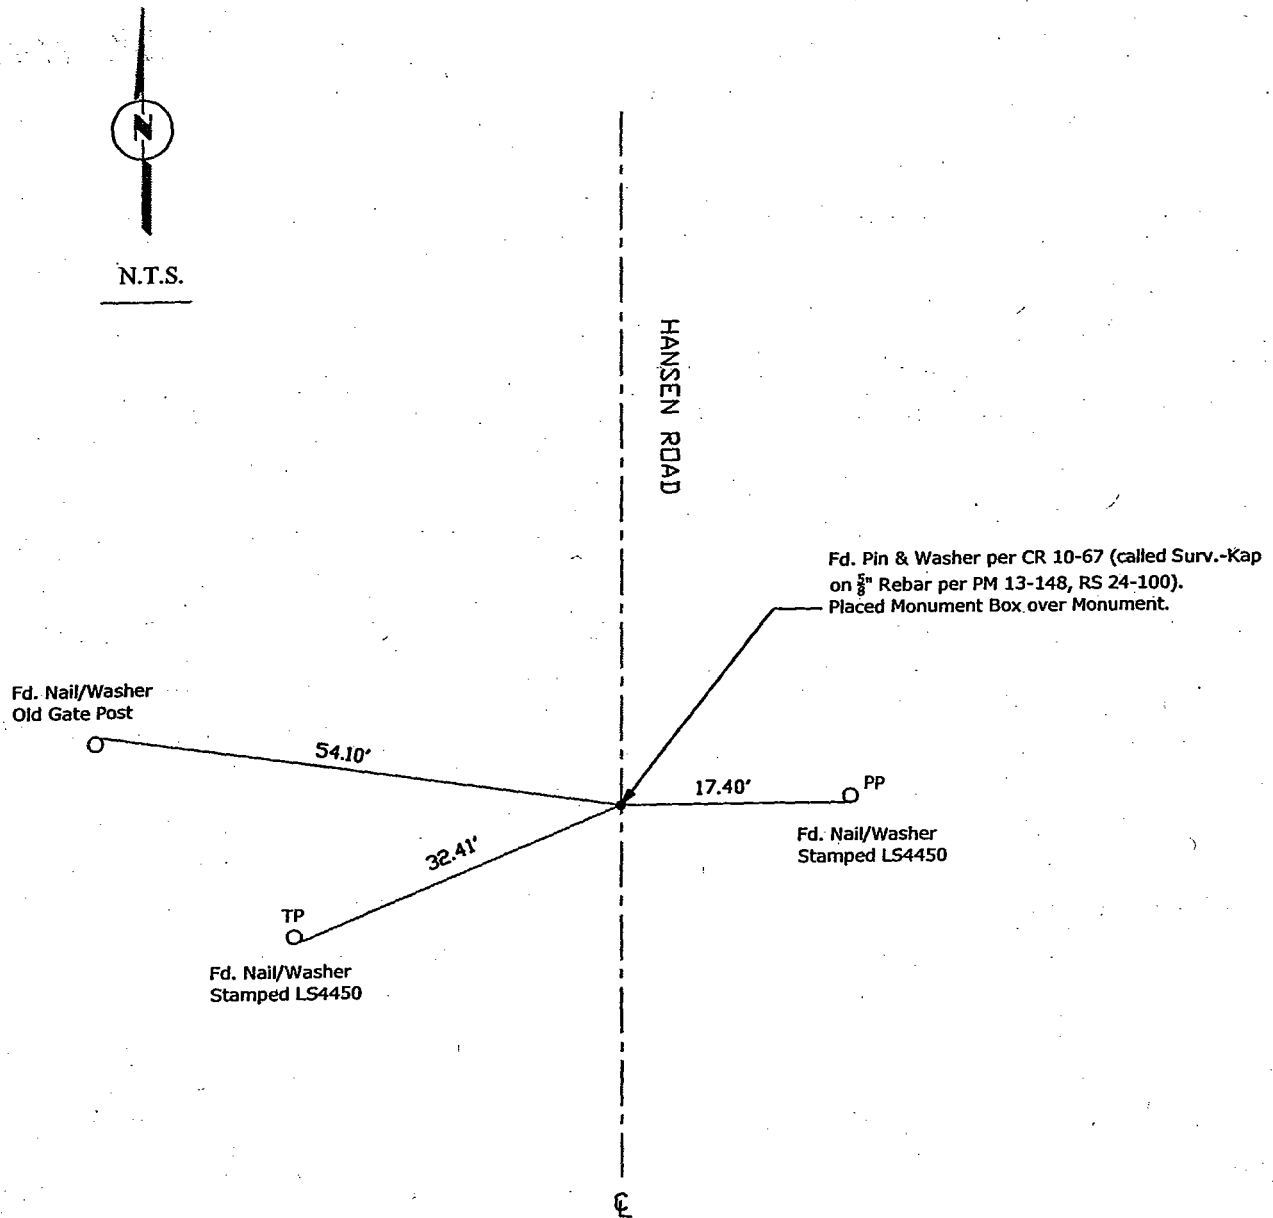 N
N.T.S.
HANSEN ROAD
Fd. Pin & Washer per CR 10-67 (called Surv.-Kap
on 5/8" Rebar per PM 13-148, RS 24-100).
Placed Monument Box over Monument.
Fd. Nail/Washer
Old Gate Post
54.10'
17.40'
PP
Fd. Nail/Washer
Stamped LS4450
32.41'
TP
Fd. Nail/Washer
Stamped LS4450
℄